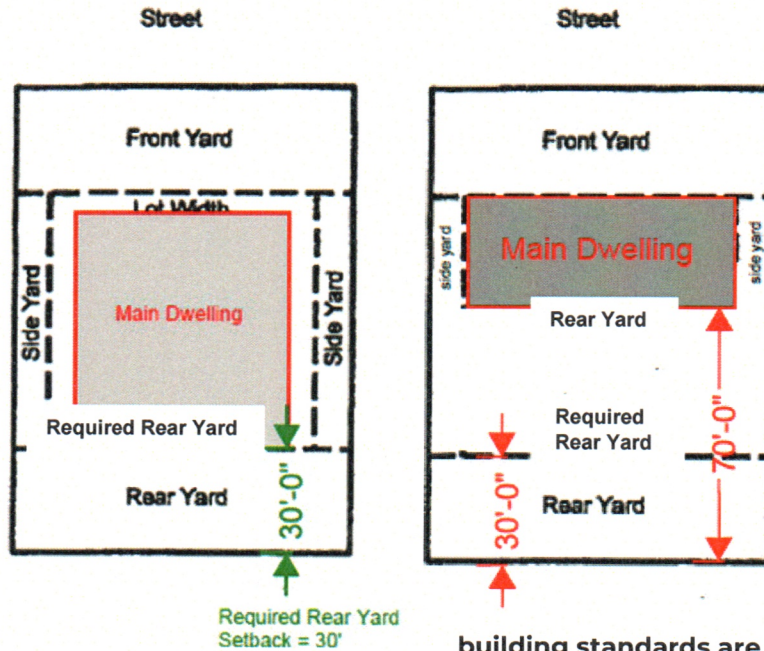 Street
Front Yard
Lot Width
Side Yard
Main Dwelling
Side Yard
Required Rear Yard
Rear Yard
30'-0"
Required Rear Yard
Setback = 30'
Street
Front Yard
side yard
Main Dwelling
side yard
Rear Yard
Required
Rear Yard
70'-0"
30'-0"
Rear Yard
building standards are